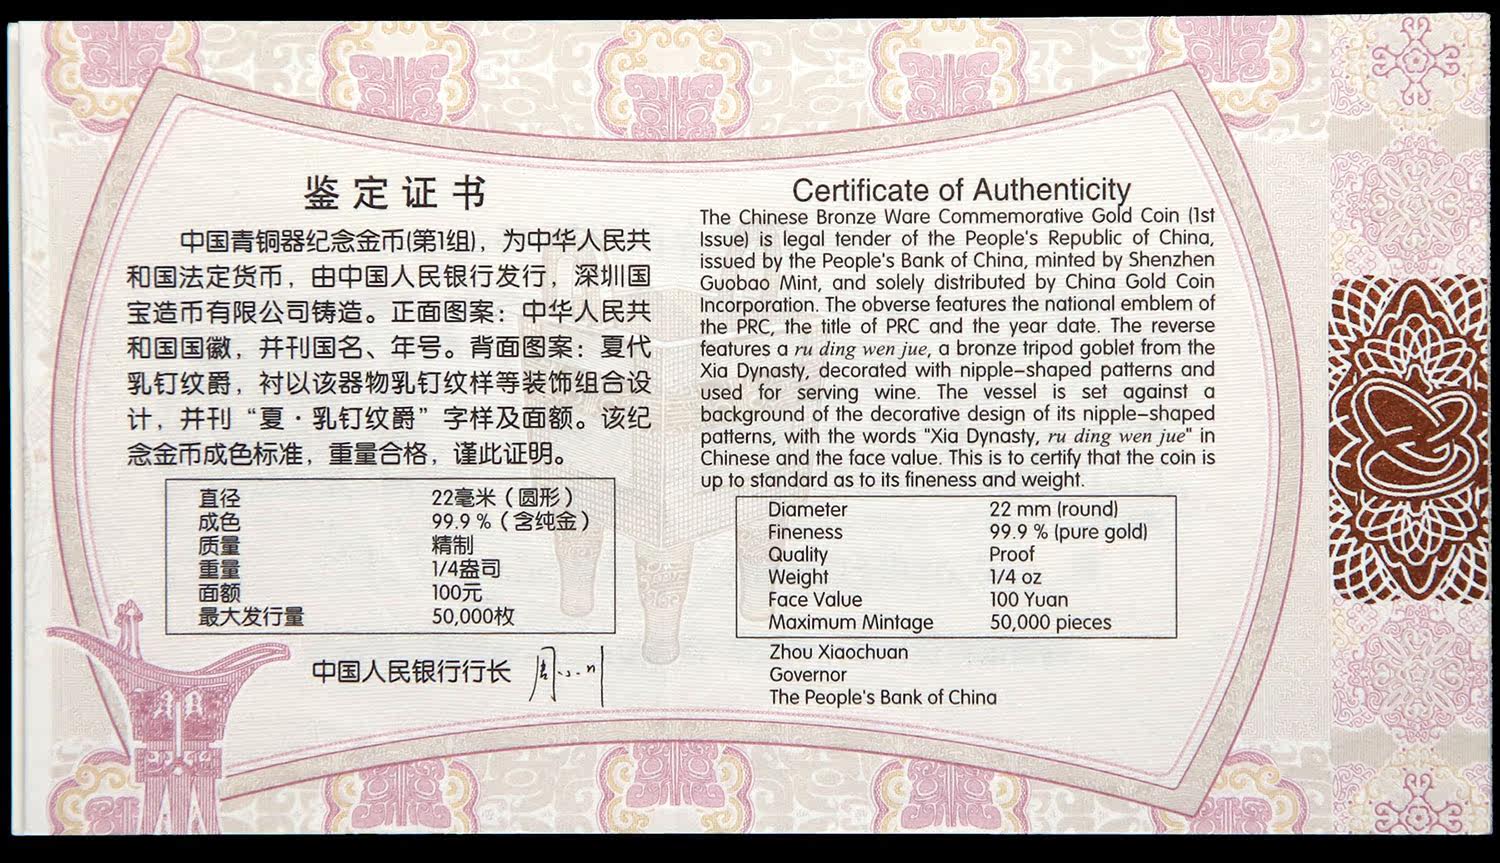 鉴定证书
中国青铜器纪念金币(第1组)，为中华人民共
和国法定货币，由中国人民银行发行，深圳国
宝造币有限公司铸造。正面图案：中华人民共
和国国徽，并刊国名、年号。背面图案：夏代
乳钉纹爵，衬以该器物乳钉纹样等装饰组合设
计，并刊“夏·乳钉纹爵”字样及面额。该纪
念金币成色标准，重量合格，谨此证明。
直径 22毫米（圆形）
成色 99.9 %（含纯金）
质量 精制
重量 1/4盎司
面额 100元
最大发行量 50,000枚
中国人民银行行长 周小川
Certificate of Authenticity
The Chinese Bronze Ware Commemorative Gold Coin (1st
Issue) is legal tender of the People's Republic of China,
issued by the People's Bank of China, minted by Shenzhen
Guobao Mint, and solely distributed by China Gold Coin
Incorporation. The obverse features the national emblem of
the PRC, the title of PRC and the year date. The reverse
features a ru ding wen jue, a bronze tripod goblet from the
Xia Dynasty, decorated with nipple-shaped patterns and
used for serving wine. The vessel is set against a
background of the decorative design of its nipple-shaped
patterns, with the words "Xia Dynasty, ru ding wen jue" in
Chinese and the face value. This is to certify that the coin is
up to standard as to its fineness and weight.
Diameter 22 mm (round)
Fineness 99.9 % (pure gold)
Quality Proof
Weight 1/4 oz
Face Value 100 Yuan
Maximum Mintage 50,000 pieces
Zhou Xiaochuan
Governor
The People's Bank of China